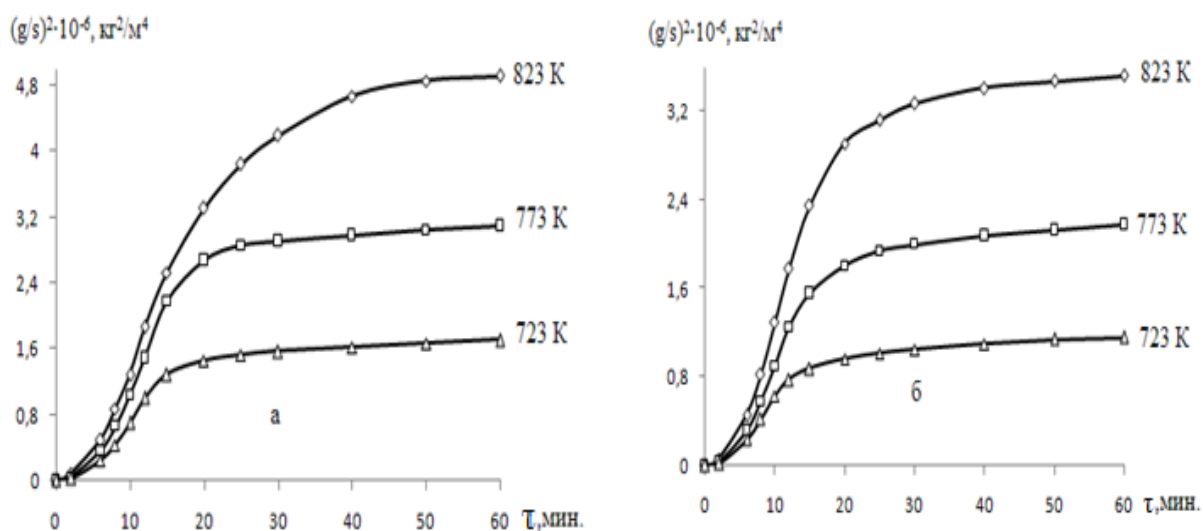 (g/s)²·10⁻⁶, кг²/м⁴
4,8
4
3,2
2,4
1,6
0,8
0
823 К
773 К
723 К
а
0 10 20 30 40 50 60
τ,мин.
(g/s)²·10⁻⁶, кг²/м⁴
3,2
2,4
1,6
0,8
0
823 К
773 К
723 К
б
0 10 20 30 40 50 60
τ,мин.